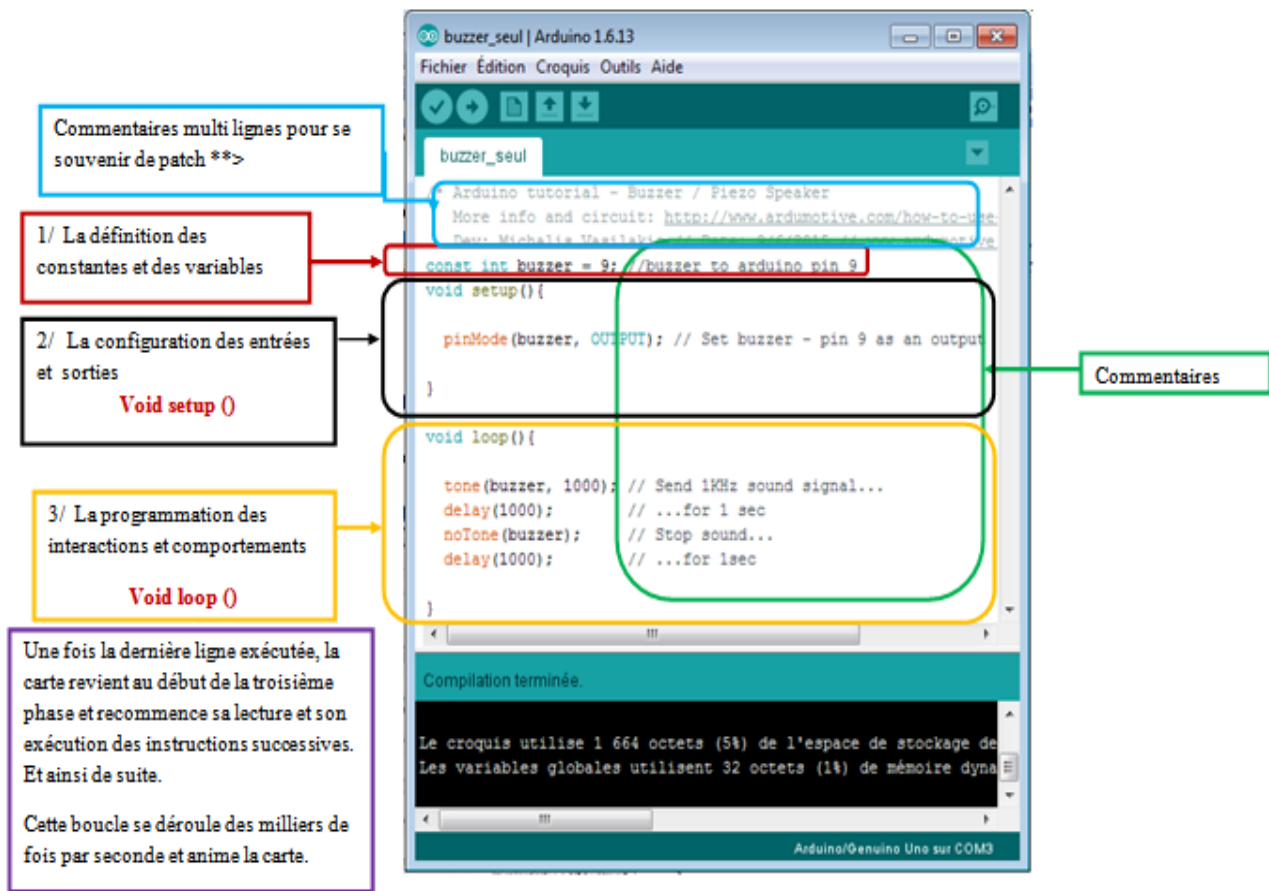 buzzer_seul | Arduino 1.6.13
Fichier Édition Croquis Outils Aide
buzzer_seul
Commentaires multi lignes pour se
souvenir de patch **>
1/ La définition des
constantes et des variables
2/ La configuration des entrées
et sorties
Void setup ()
3/ La programmation des
interactions et comportements
Void loop ()
Une fois la dernière ligne exécutée, la
carte revient au début de la troisième
phase et recommence sa lecture et son
exécution des instructions successives.
Et ainsi de suite.
Cette boucle se déroule des milliers de
fois par seconde et anime la carte.
/* Arduino tutorial - Buzzer / Piezo Speaker
More info and circuit: http://www.ardumotive.com/how-to-use-
Dev: Michalis Vasilakis //
const int buzzer = 9; //buzzer to arduino pin 9
void setup(){
pinMode(buzzer, OUTPUT); // Set buzzer - pin 9 as an output
}
void loop(){
tone(buzzer, 1000); // Send 1KHz sound signal...
delay(1000); // ...for 1 sec
noTone(buzzer); // Stop sound...
delay(1000); // ...for 1sec
}
Commentaires
Compilation terminée.
Le croquis utilise 1 664 octets (5%) de l'espace de stockage de
Les variables globales utilisent 32 octets (1%) de mémoire dyna
Arduino/Genuino Uno sur COM3